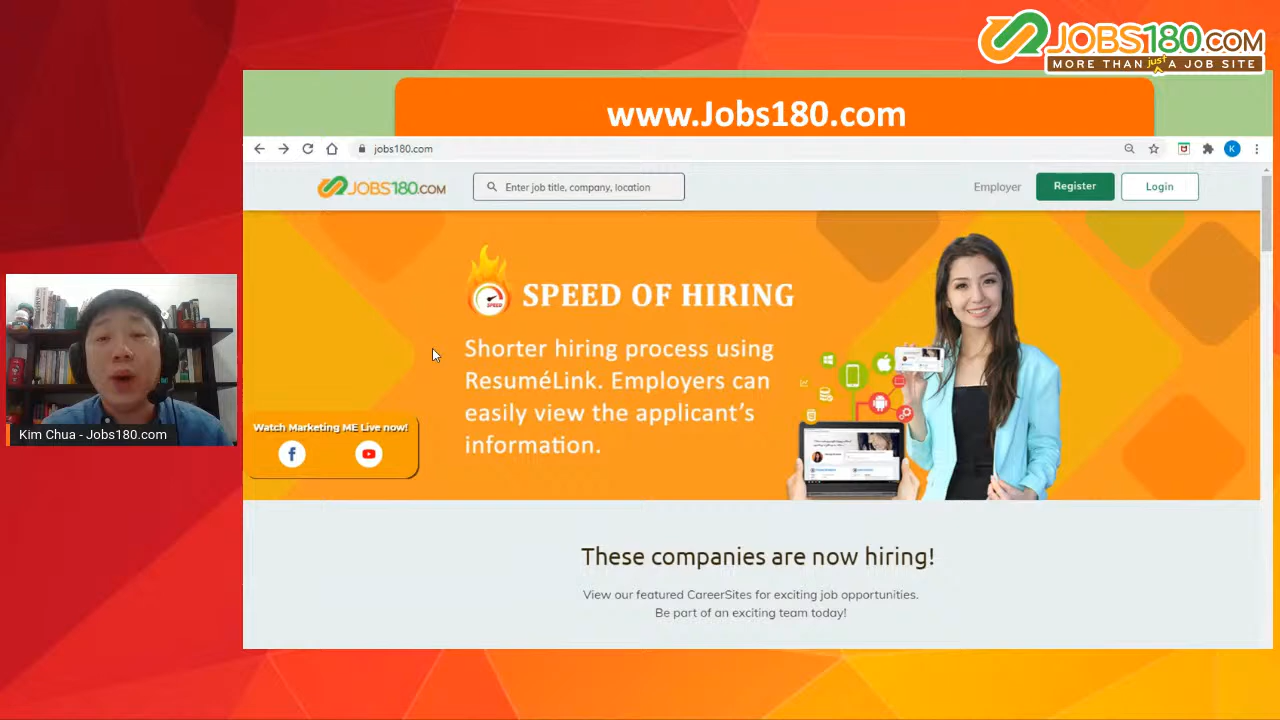 JOBS180.COM
MORE THAN just A JOB SITE
www.Jobs180.com
jobs180.com
K
JOBS180.COM
Enter job title, company, location
Employer
Register
Login
SPEED
SPEED OF HIRING
Shorter hiring process using
ResuméLink. Employers can
easily view the applicant's
information.
Watch Marketing ME Live now!
Kim Chua - Jobs180.com
These companies are now hiring!
View our featured CareerSites for exciting job opportunities.
Be part of an exciting team today!